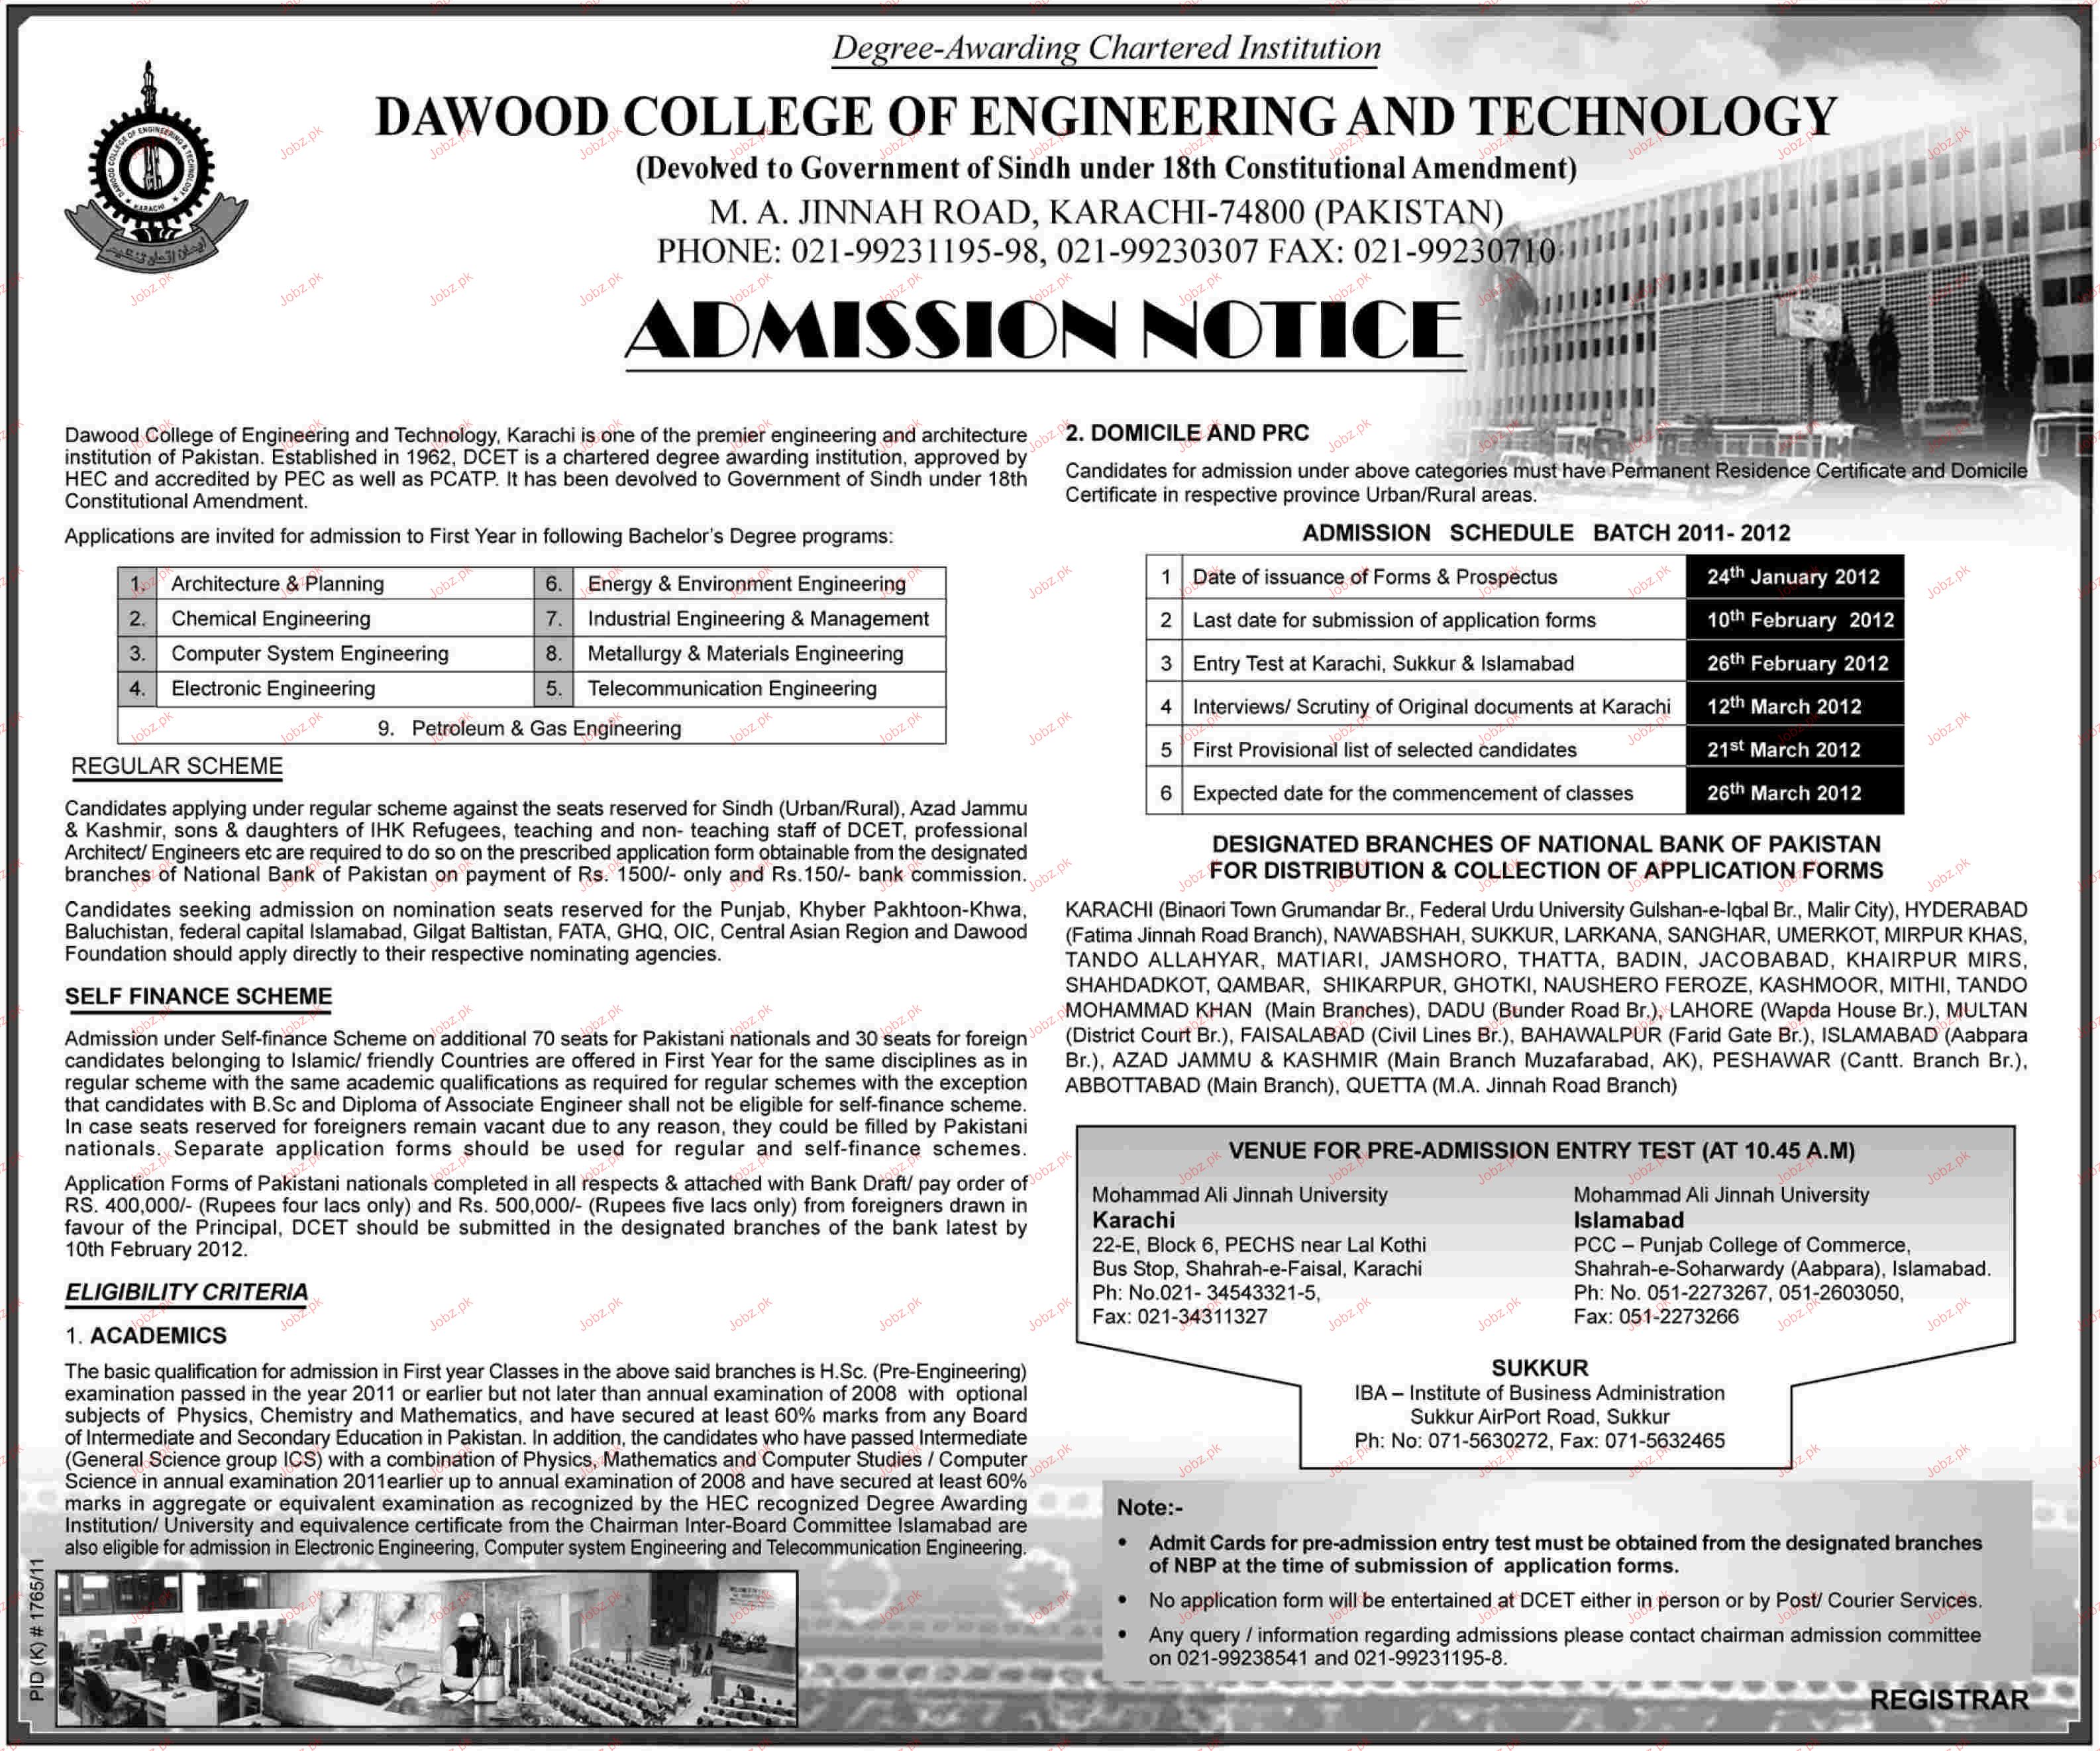 Degree-Awarding Chartered Institution
DAWOOD COLLEGE OF ENGINEERING AND TECHNOLOGY
(Devolved to Government of Sindh under 18th Constitutional Amendment)
M. A. JINNAH ROAD, KARACHI-74800 (PAKISTAN)
PHONE: 021-99231195-98, 021-99230307 FAX: 021-99230710
DAWOOD COLLEGE OF ENGINEERING & TECHNOLOGY
KARACHI
ایمان اتحاد تنظیم
ADMISSION NOTICE
Dawood College of Engineering and Technology, Karachi is one of the premier engineering and architecture
institution of Pakistan. Established in 1962, DCET is a chartered degree awarding institution, approved by
HEC and accredited by PEC as well as PCATP. It has been devolved to Government of Sindh under 18th
Constitutional Amendment.
Applications are invited for admission to First Year in following Bachelor's Degree programs:
1. Architecture & Planning 6. Energy & Environment Engineering
2. Chemical Engineering 7. Industrial Engineering & Management
3. Computer System Engineering 8. Metallurgy & Materials Engineering
4. Electronic Engineering 5. Telecommunication Engineering
9. Petroleum & Gas Engineering
REGULAR SCHEME
Candidates applying under regular scheme against the seats reserved for Sindh (Urban/Rural), Azad Jammu
& Kashmir, sons & daughters of IHK Refugees, teaching and non- teaching staff of DCET, professional
Architect/ Engineers etc are required to do so on the prescribed application form obtainable from the designated
branches of National Bank of Pakistan on payment of Rs. 1500/- only and Rs.150/- bank commission.
Candidates seeking admission on nomination seats reserved for the Punjab, Khyber Pakhtoon-Khwa,
Baluchistan, federal capital Islamabad, Gilgat Baltistan, FATA, GHQ, OIC, Central Asian Region and Dawood
Foundation should apply directly to their respective nominating agencies.
SELF FINANCE SCHEME
Admission under Self-finance Scheme on additional 70 seats for Pakistani nationals and 30 seats for foreign
candidates belonging to Islamic/ friendly Countries are offered in First Year for the same disciplines as in
regular scheme with the same academic qualifications as required for regular schemes with the exception
that candidates with B.Sc and Diploma of Associate Engineer shall not be eligible for self-finance scheme.
In case seats reserved for foreigners remain vacant due to any reason, they could be filled by Pakistani
nationals. Separate application forms should be used for regular and self-finance schemes.
Application Forms of Pakistani nationals completed in all respects & attached with Bank Draft/ pay order of
RS. 400,000/- (Rupees four lacs only) and Rs. 500,000/- (Rupees five lacs only) from foreigners drawn in
favour of the Principal, DCET should be submitted in the designated branches of the bank latest by
10th February 2012.
ELIGIBILITY CRITERIA
1. ACADEMICS
The basic qualification for admission in First year Classes in the above said branches is H.Sc. (Pre-Engineering)
examination passed in the year 2011 or earlier but not later than annual examination of 2008 with optional
subjects of Physics, Chemistry and Mathematics, and have secured at least 60% marks from any Board
of Intermediate and Secondary Education in Pakistan. In addition, the candidates who have passed Intermediate
(General Science group ICS) with a combination of Physics, Mathematics and Computer Studies / Computer
Science in annual examination 2011earlier up to annual examination of 2008 and have secured at least 60%
marks in aggregate or equivalent examination as recognized by the HEC recognized Degree Awarding
Institution/ University and equivalence certificate from the Chairman Inter-Board Committee Islamabad are
also eligible for admission in Electronic Engineering, Computer system Engineering and Telecommunication Engineering.
PID (K) # 1765/11
2. DOMICILE AND PRC
Candidates for admission under above categories must have Permanent Residence Certificate and Domicile
Certificate in respective province Urban/Rural areas.
ADMISSION SCHEDULE BATCH 2011- 2012
1 Date of issuance of Forms & Prospectus 24th January 2012
2 Last date for submission of application forms 10th February 2012
3 Entry Test at Karachi, Sukkur & Islamabad 26th February 2012
4 Interviews/ Scrutiny of Original documents at Karachi 12th March 2012
5 First Provisional list of selected candidates 21st March 2012
6 Expected date for the commencement of classes 26th March 2012
DESIGNATED BRANCHES OF NATIONAL BANK OF PAKISTAN
FOR DISTRIBUTION & COLLECTION OF APPLICATION FORMS
KARACHI (Binaori Town Grumandar Br., Federal Urdu University Gulshan-e-Iqbal Br., Malir City), HYDERABAD
(Fatima Jinnah Road Branch), NAWABSHAH, SUKKUR, LARKANA, SANGHAR, UMERKOT, MIRPUR KHAS,
TANDO ALLAHYAR, MATIARI, JAMSHORO, THATTA, BADIN, JACOBABAD, KHAIRPUR MIRS,
SHAHDADKOT, QAMBAR, SHIKARPUR, GHOTKI, NAUSHERO FEROZE, KASHMOOR, MITHI, TANDO
MOHAMMAD KHAN (Main Branches), DADU (Bunder Road Br.), LAHORE (Wapda House Br.), MULTAN
(District Court Br.), FAISALABAD (Civil Lines Br.), BAHAWALPUR (Farid Gate Br.), ISLAMABAD (Aabpara
Br.), AZAD JAMMU & KASHMIR (Main Branch Muzafarabad, AK), PESHAWAR (Cantt. Branch Br.),
ABBOTTABAD (Main Branch), QUETTA (M.A. Jinnah Road Branch)
VENUE FOR PRE-ADMISSION ENTRY TEST (AT 10.45 A.M)
Mohammad Ali Jinnah University
Karachi
22-E, Block 6, PECHS near Lal Kothi
Bus Stop, Shahrah-e-Faisal, Karachi
Ph: No.021- 34543321-5,
Fax: 021-34311327
Mohammad Ali Jinnah University
Islamabad
PCC – Punjab College of Commerce,
Shahrah-e-Soharwardy (Aabpara), Islamabad.
Ph: No. 051-2273267, 051-2603050,
Fax: 051-2273266
SUKKUR
IBA – Institute of Business Administration
Sukkur AirPort Road, Sukkur
Ph: No: 071-5630272, Fax: 071-5632465
Note:-
• Admit Cards for pre-admission entry test must be obtained from the designated branches
of NBP at the time of submission of application forms.
• No application form will be entertained at DCET either in person or by Post/ Courier Services.
• Any query / information regarding admissions please contact chairman admission committee
on 021-99238541 and 021-99231195-8.
REGISTRAR
Jobz.pk